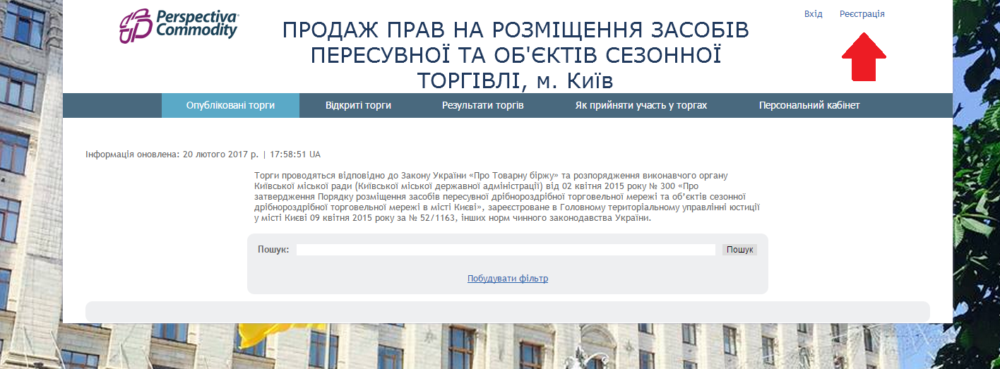 Perspectiva
Commodity
Вхід Реєстрація
ПРОДАЖ ПРАВ НА РОЗМІЩЕННЯ ЗАСОБІВ
ПЕРЕСУВНОЇ ТА ОБ'ЄКТІВ СЕЗОННОЇ
ТОРГІВЛІ, м. Київ
Опубліковані торги Відкриті торги Результати торгів Як прийняти участь у торгах Персональний кабінет
Інформація оновлена: 20 лютого 2017 р. | 17:58:51 UA
Торги проводяться відповідно до Закону України «Про Товарну біржу» та розпорядження виконавчого органу
Київської міської ради (Київської міської державної адміністрації) від 02 квітня 2015 року № 300 «Про
затвердження Порядку розміщення засобів пересувної дрібнороздрібної торговельної мережі та об’єктів сезонної
дрібнороздрібної торговельної мережі в місті Києві», зареєстроване в Головному територіальному управлінні юстиції
у місті Києві 09 квітня 2015 року за № 52/1163, інших норм чинного законодавства України.
Пошук: Пошук
Побудувати фільтр